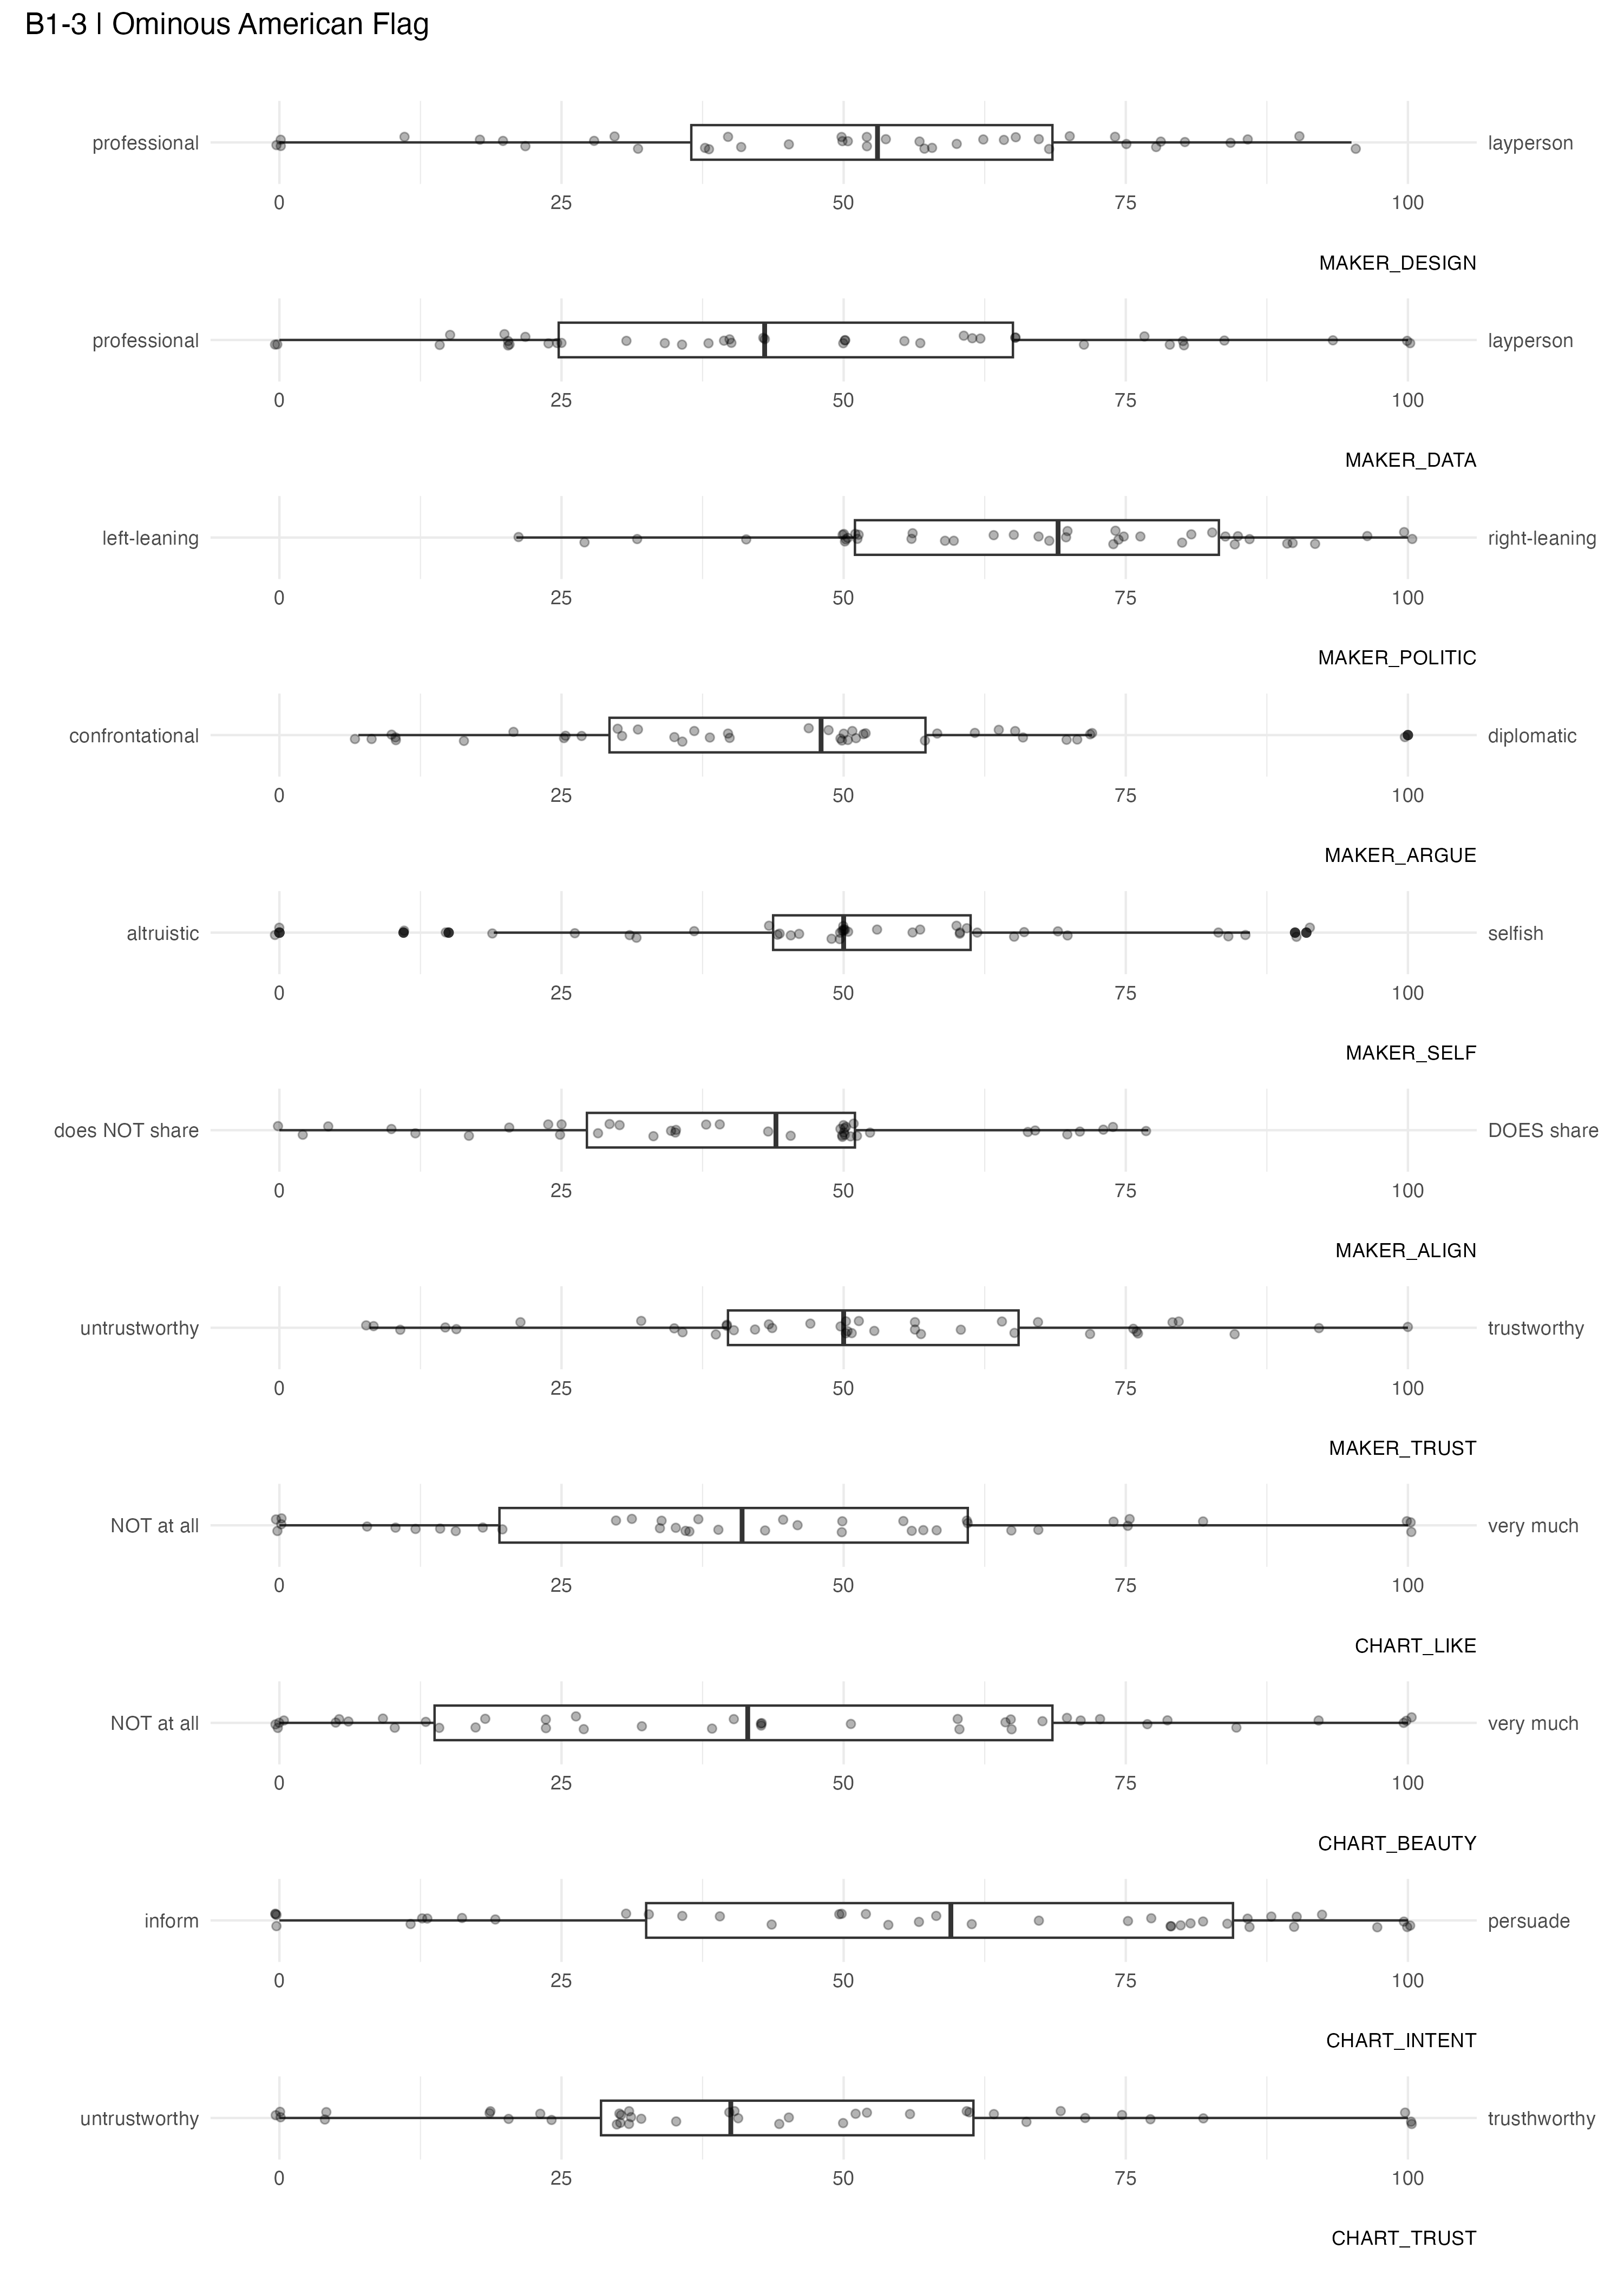 B1-3 | Ominous American Flag
professional layperson
0 25 50 75 100
MAKER_DESIGN
professional layperson
0 25 50 75 100
MAKER_DATA
left-leaning right-leaning
0 25 50 75 100
MAKER_POLITIC
confrontational diplomatic
0 25 50 75 100
MAKER_ARGUE
altruistic selfish
0 25 50 75 100
MAKER_SELF
does NOT share DOES share
0 25 50 75 100
MAKER_ALIGN
untrustworthy trustworthy
0 25 50 75 100
MAKER_TRUST
NOT at all very much
0 25 50 75 100
CHART_LIKE
NOT at all very much
0 25 50 75 100
CHART_BEAUTY
inform persuade
0 25 50 75 100
CHART_INTENT
untrustworthy trusthworthy
0 25 50 75 100
CHART_TRUST